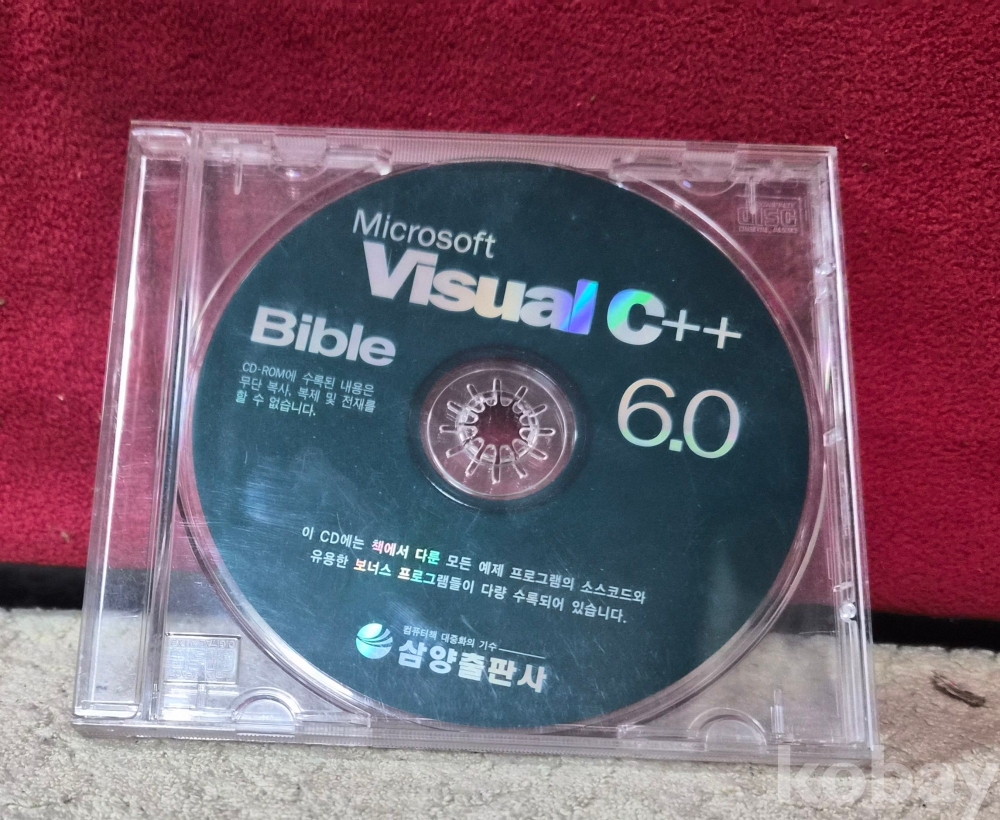 Microsoft
Visual C++
Bible
6.0
CD-ROM에 수록된 내용은
무단 복사, 복제 및 전재를
할 수 없습니다.
이 CD에는 책에서 다룬 모든 예제 프로그램의 소스코드와
유용한 보너스 프로그램들이 다량 수록되어 있습니다.
컴퓨터책 대중화의 기수
삼양출판사
DISC
kobay